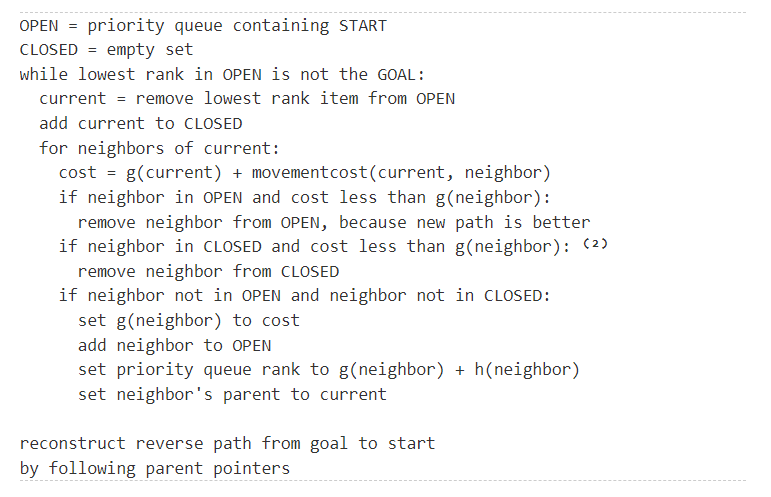 OPEN = priority queue containing START
CLOSED = empty set
while lowest rank in OPEN is not the GOAL:
  current = remove lowest rank item from OPEN
  add current to CLOSED
  for neighbors of current:
    cost = g(current) + movementcost(current, neighbor)
    if neighbor in OPEN and cost less than g(neighbor):
      remove neighbor from OPEN, because new path is better
    if neighbor in CLOSED and cost less than g(neighbor): (2)
      remove neighbor from CLOSED
    if neighbor not in OPEN and neighbor not in CLOSED:
      set g(neighbor) to cost
      add neighbor to OPEN
      set priority queue rank to g(neighbor) + h(neighbor)
      set neighbor's parent to current

reconstruct reverse path from goal to start
by following parent pointers